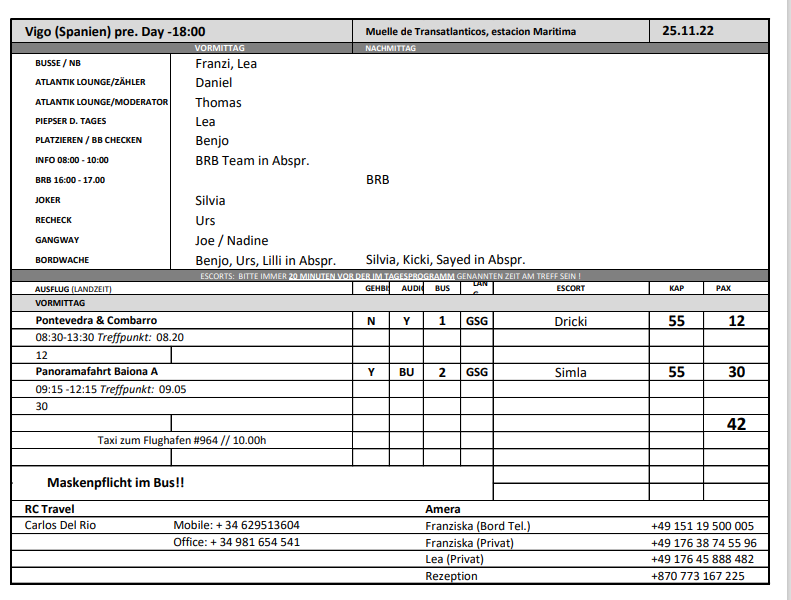 Vigo (Spanien) pre. Day -18:00 Muelle de Transatlanticos, estacion Maritima 25.11.22
VORMITTAG NACHMITTAG
BUSSE / NB Franzi, Lea
ATLANTIK LOUNGE/ZÄHLER Daniel
ATLANTIK LOUNGE/MODERATOR Thomas
PIEPSER D. TAGES Lea
PLATZIEREN / BB CHECKEN Benjo
INFO 08:00 - 10:00 BRB Team in Abspr.
BRB 16:00 - 17.00 BRB
JOKER Silvia
RECHECK Urs
GANGWAY Joe / Nadine
BORDWACHE Benjo, Urs, Lilli in Abspr. Silvia, Kicki, Sayed in Abspr.
ESCORTS: BITTE IMMER 20 MINUTEN VOR DER IM TAGESPROGRAMM GENANNTEN ZEIT AM TREFF SEIN !
AUSFLUG (LANDZEIT) GEHBE AUDIO BUS LAN ESCORT KAP PAX
VORMITTAG
Pontevedra & Combarro N Y 1 GSG Dricki 55 12
08:30-13:30 Treffpunkt: 08.20
12
Panoramafahrt Baiona A Y BU 2 GSG Simla 55 30
09:15 -12:15 Treffpunkt: 09.05
30
42
Taxi zum Flughafen #964 // 10.00h
Maskenpflicht im Bus!!
RC Travel Amera
Carlos Del Rio Mobile: + 34 629513604 Franziska (Bord Tel.) +49 151 19 500 005
Office: + 34 981 654 541 Franziska (Privat) +49 176 38 74 55 96
Lea (Privat) +49 176 45 888 482
Rezeption +870 773 167 225